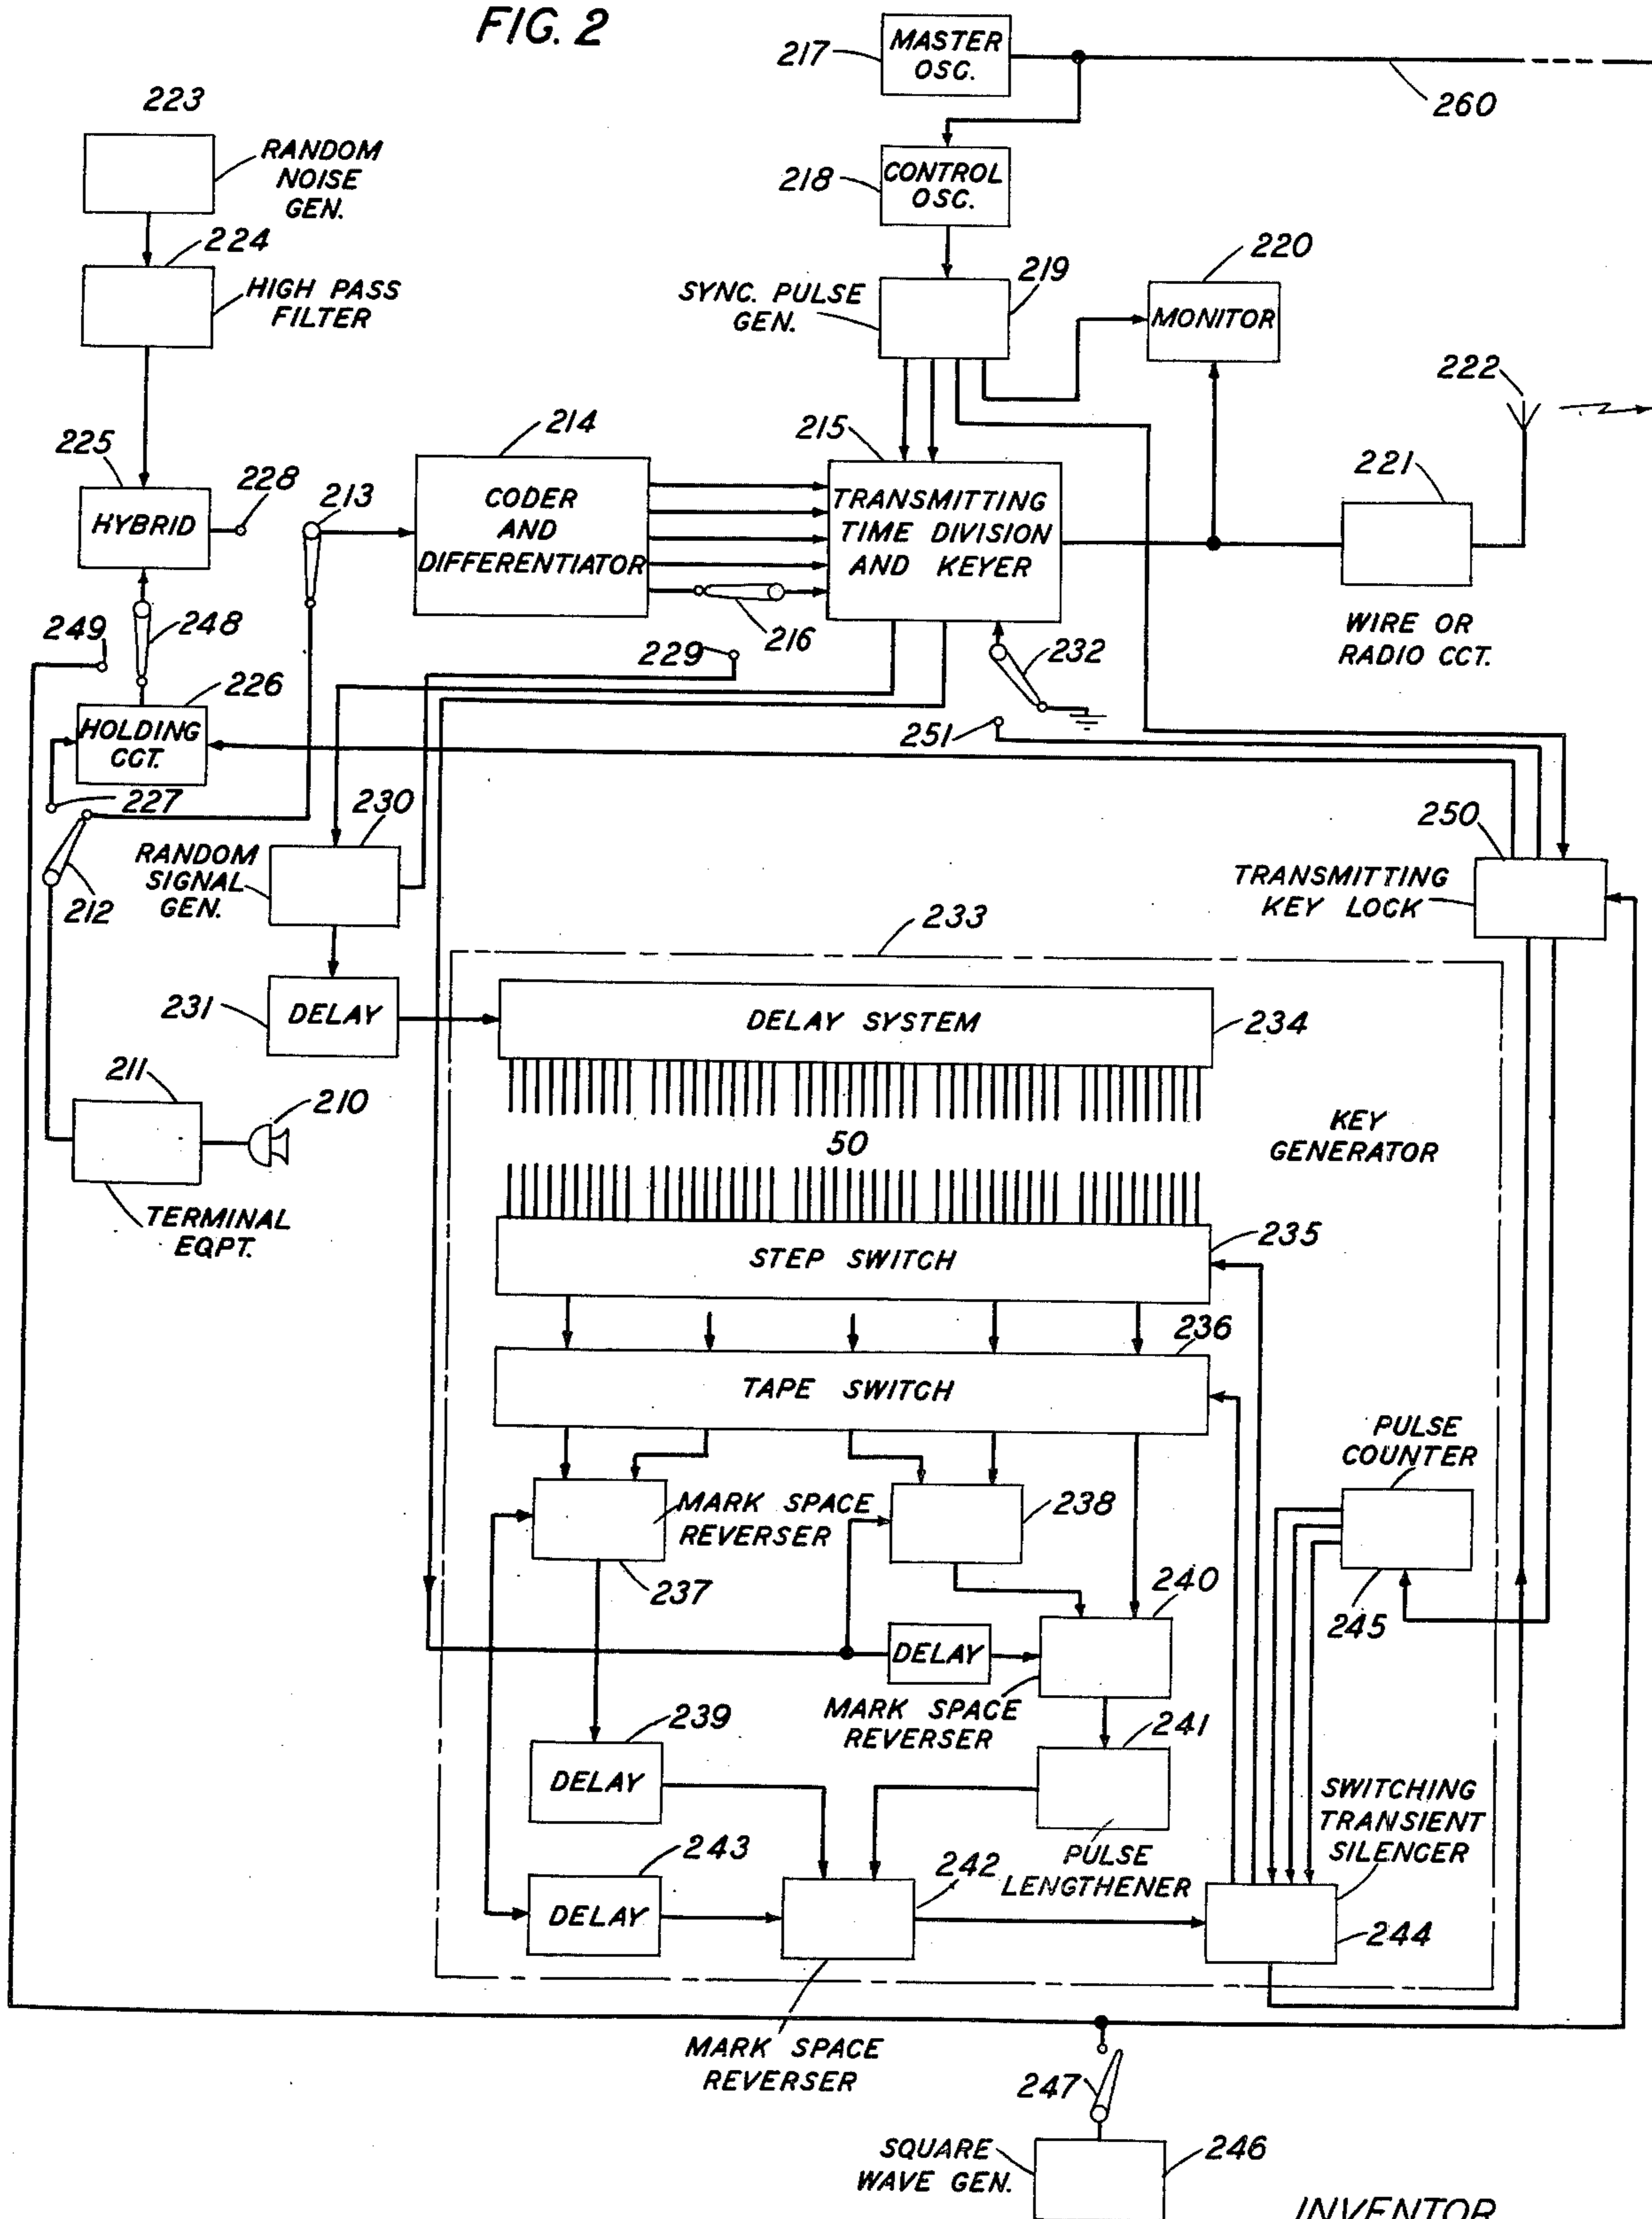 FIG. 2
217
MASTER
OSC.
260
223
RANDOM
NOISE
GEN.
218
CONTROL
OSC.
224
HIGH PASS
FILTER
SYNC. PULSE
GEN.
219
220
MONITOR
222
225
HYBRID
228
213
214
CODER
AND
DIFFERENTIATOR
215
TRANSMITTING
TIME DIVISION
AND KEYER
221
WIRE OR
RADIO CCT.
216
249
248
229
232
226
HOLDING
CCT.
251
227
230
250
RANDOM
SIGNAL
GEN.
212
TRANSMITTING
KEY LOCK
233
231
DELAY
DELAY SYSTEM
234
211
210
50
KEY
GENERATOR
TERMINAL
EQPT.
STEP SWITCH
235
236
TAPE SWITCH
PULSE
COUNTER
MARK SPACE
REVERSER
238
237
240
245
DELAY
MARK SPACE
REVERSER
239
241
DELAY
SWITCHING
TRANSIENT
SILENCER
243
PULSE
LENGTHENER
242
DELAY
244
MARK SPACE
REVERSER
247
SQUARE
WAVE GEN.
246
INVENTOR